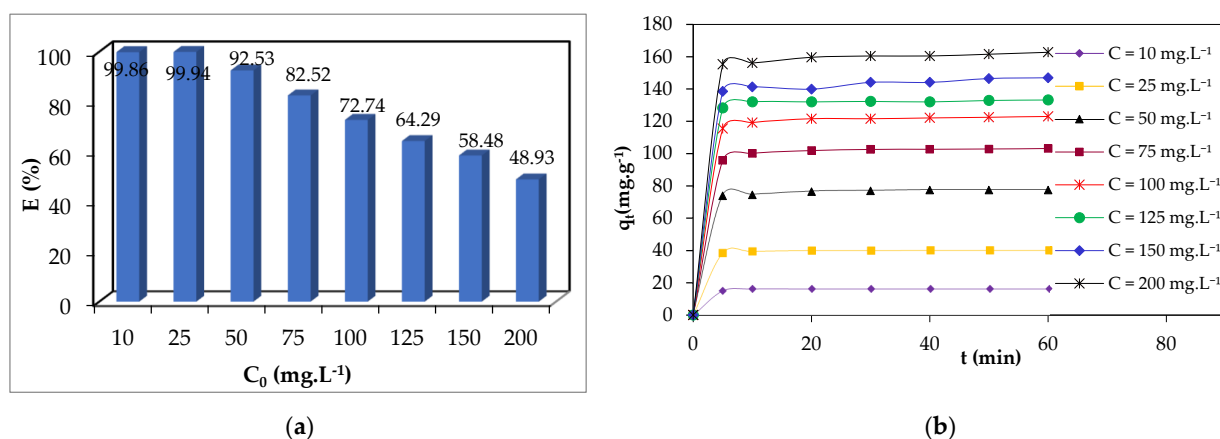 100
80
60
40
20
0
E (%)
99.86
99.94
92.53
82.52
72.74
64.29
58.48
48.93
10 25 50 75 100 125 150 200
C₀ (mg.L⁻¹)
(a)
180
160
140
120
100
80
60
40
20
0
qₜ(mg.g⁻¹)
0 20 40 60 80
t (min)
C = 10 mg.L⁻¹
C = 25 mg.L⁻¹
C = 50 mg.L⁻¹
C = 75 mg.L⁻¹
C = 100 mg.L⁻¹
C = 125 mg.L⁻¹
C = 150 mg.L⁻¹
C = 200 mg.L⁻¹
(b)